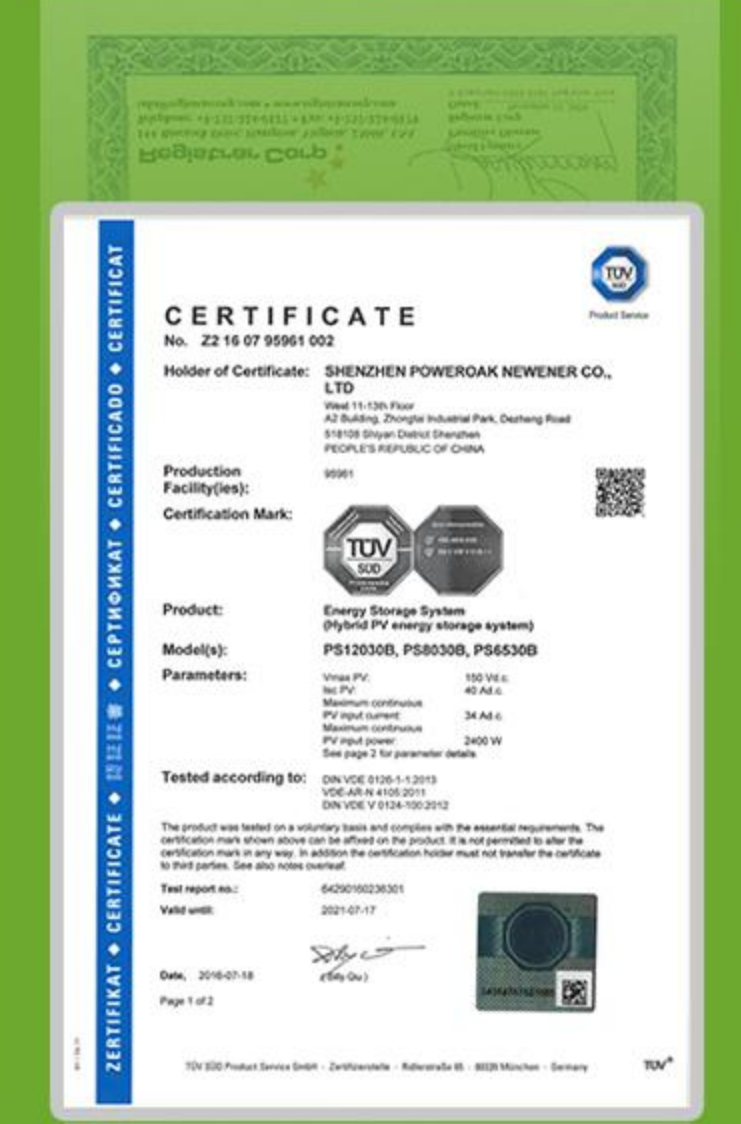 Registrar Corp
CERTIFICATE
No. Z2 16 07 95961 002
Holder of Certificate: SHENZHEN POWEROAK NEWENER CO., LTD
West 11-13th Floor
A2 Building, Zhongtai Industrial Park, Dezheng Road
518108 Shiyan District Shenzhen
PEOPLE'S REPUBLIC OF CHINA
Production Facility(ies): 95961
Certification Mark:
TÜV
SÜD
Product: Energy Storage System
(Hybrid PV energy storage system)
Model(s): PS12030B, PS8030B, PS6530B
Parameters:
Vmax PV: 150 Vd.c.
Isc PV: 40 Ad.c.
Maximum continuous
PV input current: 34 Ad.c.
Maximum continuous
PV input power: 2400 W
See page 2 for parameter details
Tested according to: DIN VDE 0126-1-1:2013
VDE-AR-N 4105:2011
DIN VDE V 0124-100:2012
The product was tested on a voluntary basis and complies with the essential requirements. The
certification mark shown above can be affixed on the product. It is not permitted to alter the
certification mark in any way. In addition the certification holder must not transfer the certificate
to third parties. See also notes overleaf.
Test report no.: 64290160236301
Valid until: 2021-07-17
Date, 2016-07-18
( Billy Qiu )
Page 1 of 2
TÜV SÜD Product Service GmbH · Zertifizierstelle · Ridlerstraße 65 · 80339 München · Germany
TÜV®
TÜV
SÜD
Product Service
ZERTIFIKAT ◆ CERTIFICATE ◆ 認証証書 ◆ СЕРТИФИКАТ ◆ CERTIFICADO ◆ CERTIFICAT